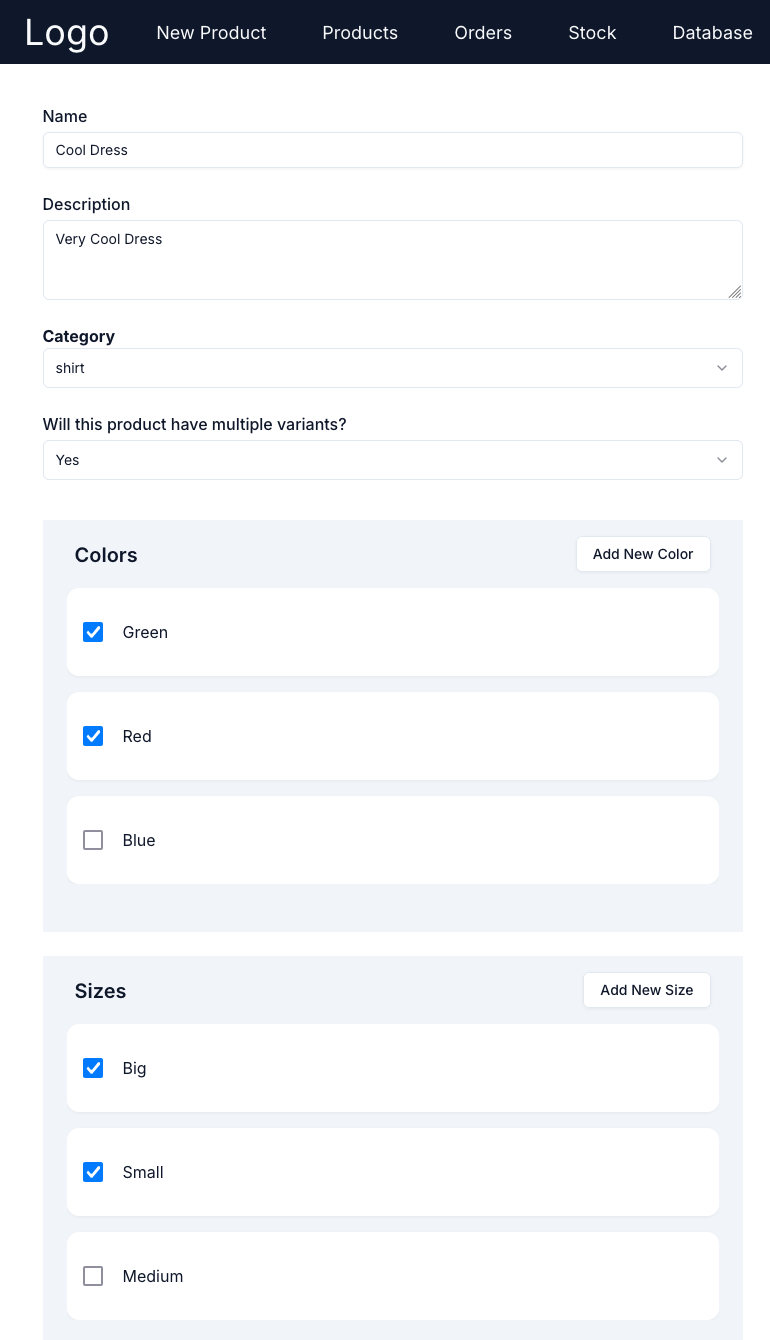 Logo New Product Products Orders Stock Database
Name
Cool Dress
Description
Very Cool Dress
Category
shirt
Will this product have multiple variants?
Yes
Colors Add New Color
Green
Red
Blue
Sizes Add New Size
Big
Small
Medium